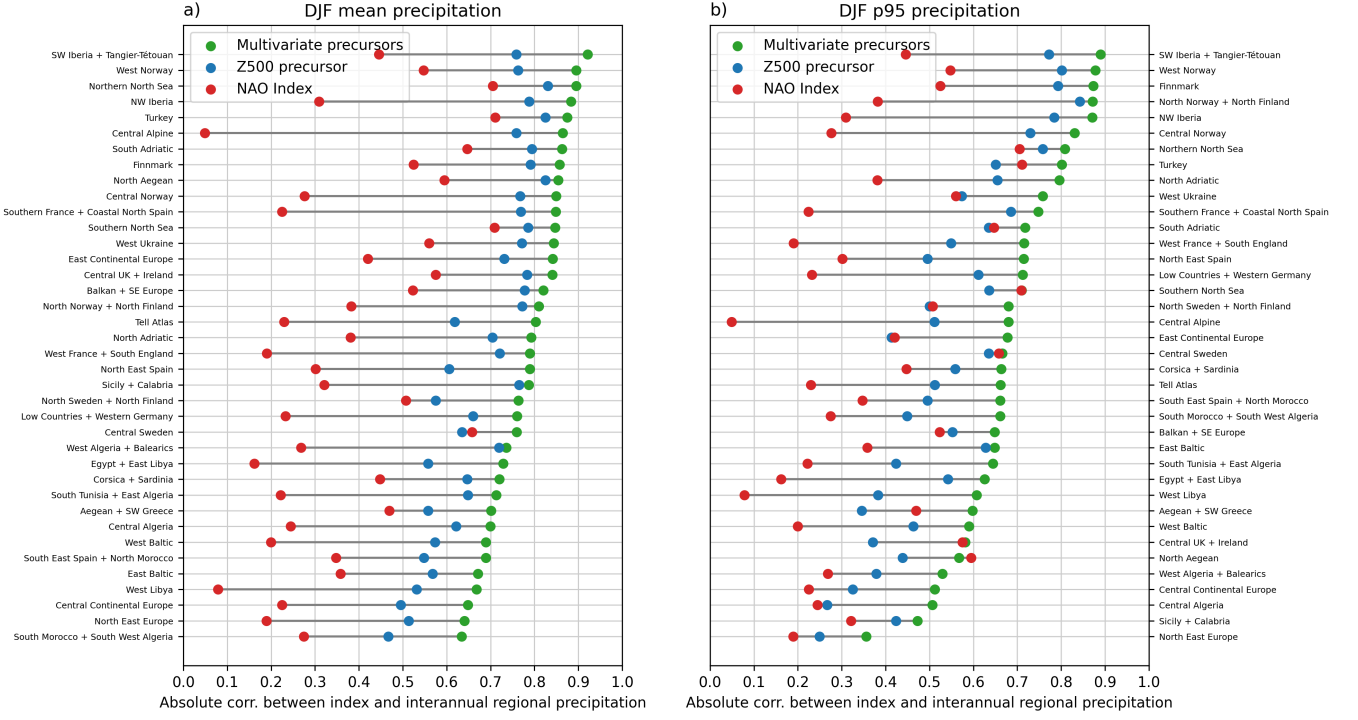 a)
DJF mean precipitation
Multivariate precursors
Z500 precursor
NAO Index
SW Iberia + Tangier-Tétouan
West Norway
Northern North Sea
NW Iberia
Turkey
Central Alpine
South Adriatic
Finnmark
North Aegean
Central Norway
Southern France + Coastal North Spain
Southern North Sea
West Ukraine
East Continental Europe
Central UK + Ireland
Balkan + SE Europe
North Norway + North Finland
Tell Atlas
North Adriatic
West France + South England
North East Spain
Sicily + Calabria
North Sweden + North Finland
Low Countries + Western Germany
Central Sweden
West Algeria + Balearics
Egypt + East Libya
Corsica + Sardinia
South Tunisia + East Algeria
Aegean + SW Greece
Central Algeria
West Baltic
South East Spain + North Morocco
East Baltic
West Libya
Central Continental Europe
North East Europe
South Morocco + South West Algeria
0.0 0.1 0.2 0.3 0.4 0.5 0.6 0.7 0.8 0.9 1.0
Absolute corr. between index and interannual regional precipitation
b)
DJF p95 precipitation
Multivariate precursors
Z500 precursor
NAO Index
SW Iberia + Tangier-Tétouan
West Norway
Finnmark
North Norway + North Finland
NW Iberia
Central Norway
Northern North Sea
Turkey
North Adriatic
West Ukraine
Southern France + Coastal North Spain
South Adriatic
West France + South England
North East Spain
Low Countries + Western Germany
Southern North Sea
North Sweden + North Finland
Central Alpine
East Continental Europe
Central Sweden
Corsica + Sardinia
Tell Atlas
South East Spain + North Morocco
South Morocco + South West Algeria
Balkan + SE Europe
East Baltic
South Tunisia + East Algeria
Egypt + East Libya
West Libya
Aegean + SW Greece
West Baltic
Central UK + Ireland
North Aegean
West Algeria + Balearics
Central Continental Europe
Central Algeria
Sicily + Calabria
North East Europe
0.0 0.1 0.2 0.3 0.4 0.5 0.6 0.7 0.8 0.9 1.0
Absolute corr. between index and interannual regional precipitation